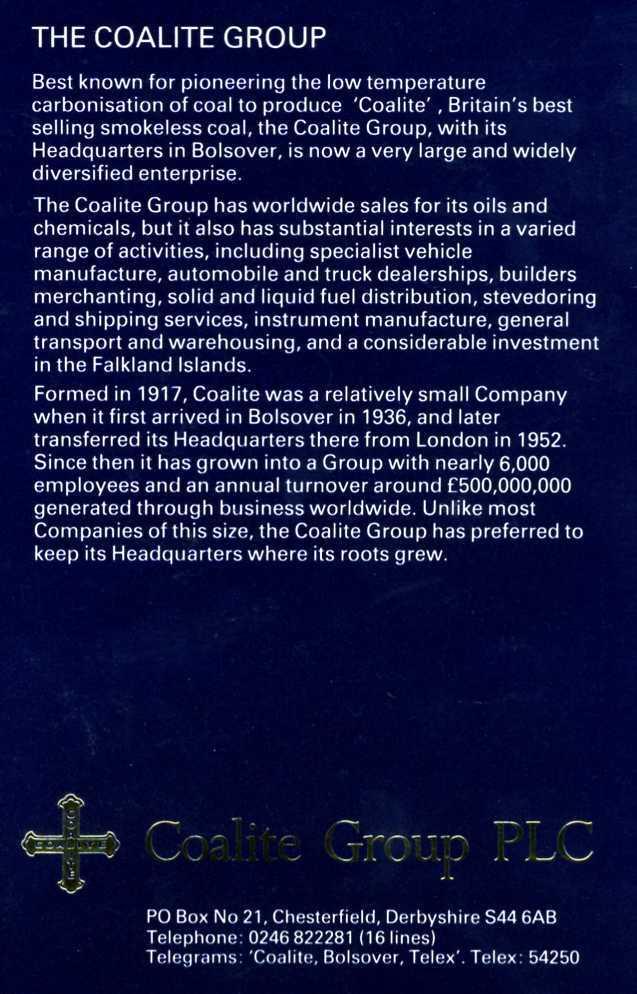 THE COALITE GROUP
Best known for pioneering the low temperature
carbonisation of coal to produce 'Coalite' , Britain's best
selling smokeless coal, the Coalite Group, with its
Headquarters in Bolsover, is now a very large and widely
diversified enterprise.
The Coalite Group has worldwide sales for its oils and
chemicals, but it also has substantial interests in a varied
range of activities, including specialist vehicle
manufacture, automobile and truck dealerships, builders
merchanting, solid and liquid fuel distribution, stevedoring
and shipping services, instrument manufacture, general
transport and warehousing, and a considerable investment
in the Falkland Islands.
Formed in 1917, Coalite was a relatively small Company
when it first arrived in Bolsover in 1936, and later
transferred its Headquarters there from London in 1952.
Since then it has grown into a Group with nearly 6,000
employees and an annual turnover around £500,000,000
generated through business worldwide. Unlike most
Companies of this size, the Coalite Group has preferred to
keep its Headquarters where its roots grew.
COALITE
COALITE
Coalite Group PLC
PO Box No 21, Chesterfield, Derbyshire S44 6AB
Telephone: 0246 822281 (16 lines)
Telegrams: 'Coalite, Bolsover, Telex'. Telex: 54250